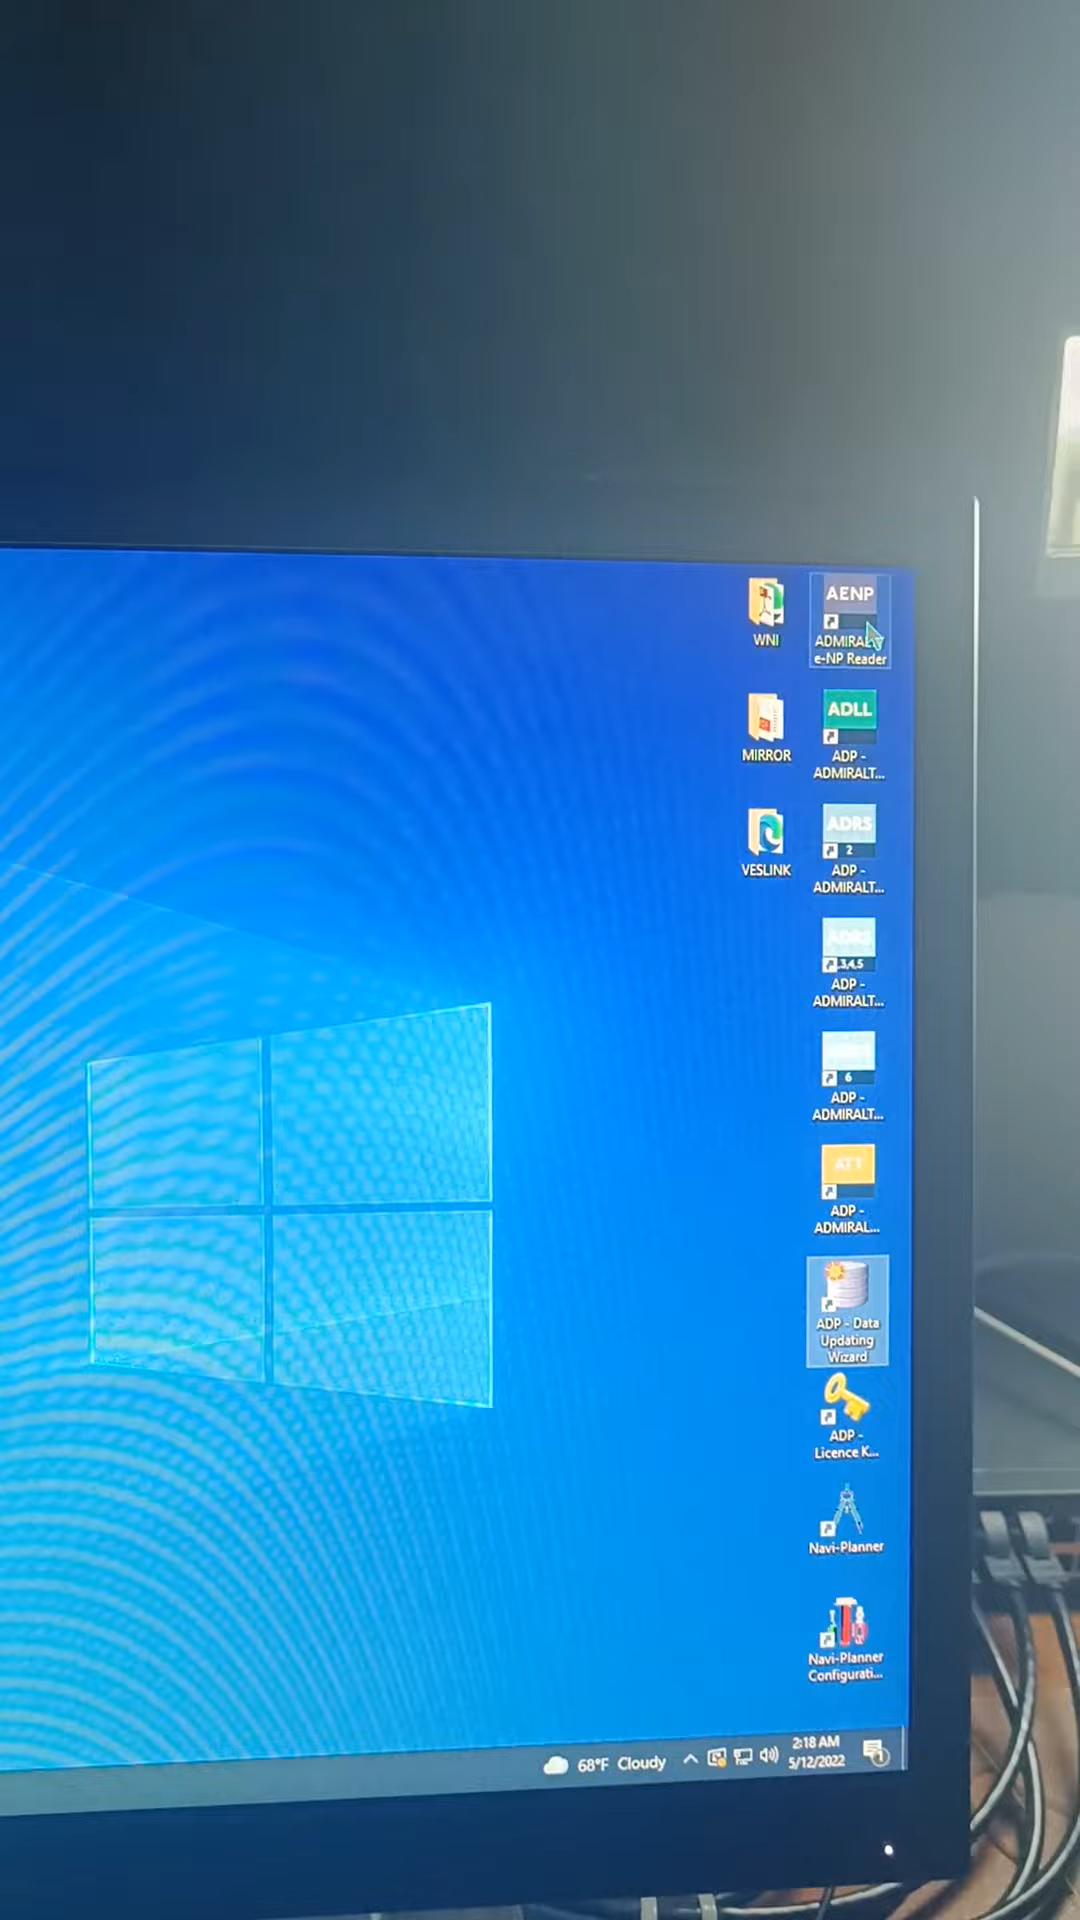 WNI
AENP
ADMIRAL
e-NP Reader
MIRROR
ADLL
ADP -
ADMIRALT...
VESLINK
ADRS
2
ADP -
ADMIRALT...
3,4,5
ADP -
ADMIRALT...
6
ADP -
ADMIRALT...
ATT
ADP -
ADMIRAL...
ADP - Data
Updating
Wizard
ADP -
Licence K...
Navi-Planner
Navi-Planner
Configurati...
68°F Cloudy
2:18 AM
5/12/2022
1